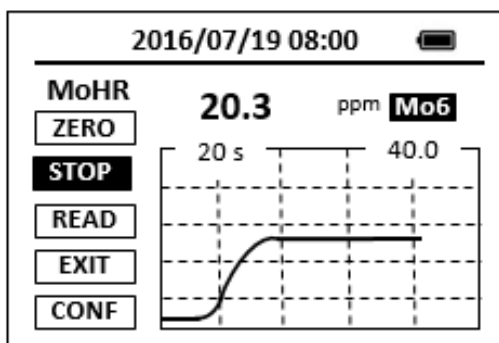 2016/07/19 08:00
MoHR
20.3 ppm Mo6
ZERO
20 s 40.0
STOP
READ
EXIT
CONF